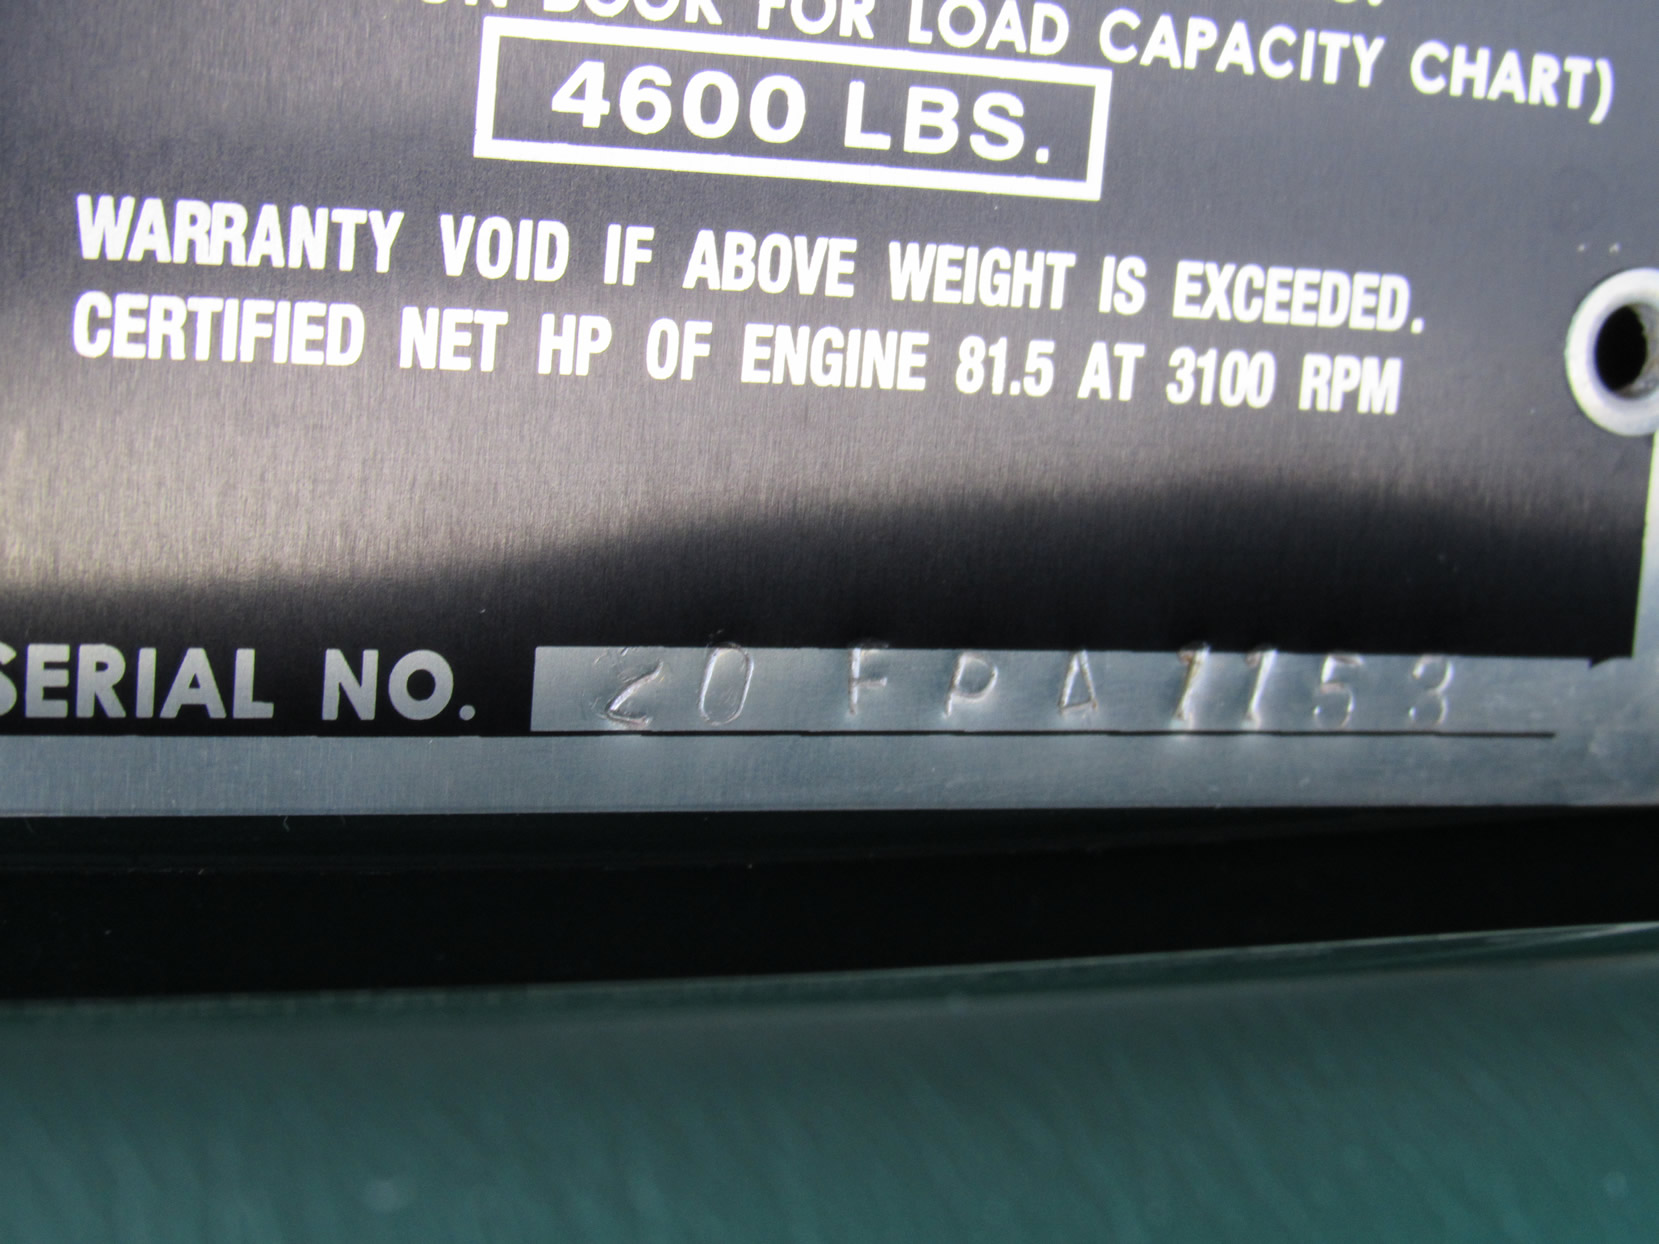 BOOK FOR LOAD CAPACITY CHART)
4600 LBS.
WARRANTY VOID IF ABOVE WEIGHT IS EXCEEDED.
CERTIFIED NET HP OF ENGINE 81.5 AT 3100 RPM
SERIAL NO. 20 FPA1153